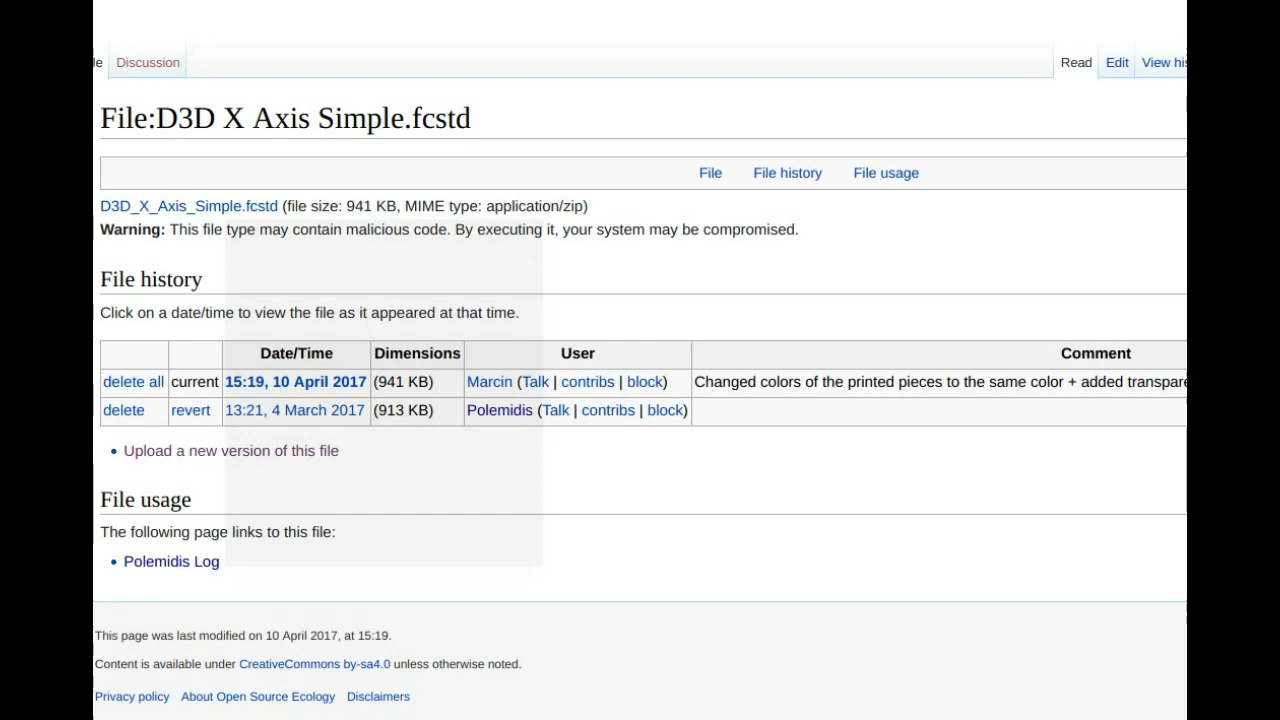 Discussion Read Edit View
File:D3D X Axis Simple.fcstd
File File history File usage
D3D_X_Axis_Simple.fcstd (file size: 941 KB, MIME type: application/zip)
Warning: This file type may contain malicious code. By executing it, your system may be compromised.
File history
Click on a date/time to view the file as it appeared at that time.
Date/Time Dimensions User Comment
delete all current 15:19, 10 April 2017 (941 KB) Marcin (Talk | contribs | block) Changed colors of the printed pieces to the same color + added
delete revert 13:21, 4 March 2017 (913 KB) Polemidis (Talk | contribs | block)
• Upload a new version of this file
File usage
The following page links to this file:
• Polemidis Log
This page was last modified on 10 April 2017, at 15:19.
Content is available under CreativeCommons by-sa4.0 unless otherwise noted.
Privacy policy About Open Source Ecology Disclaimers